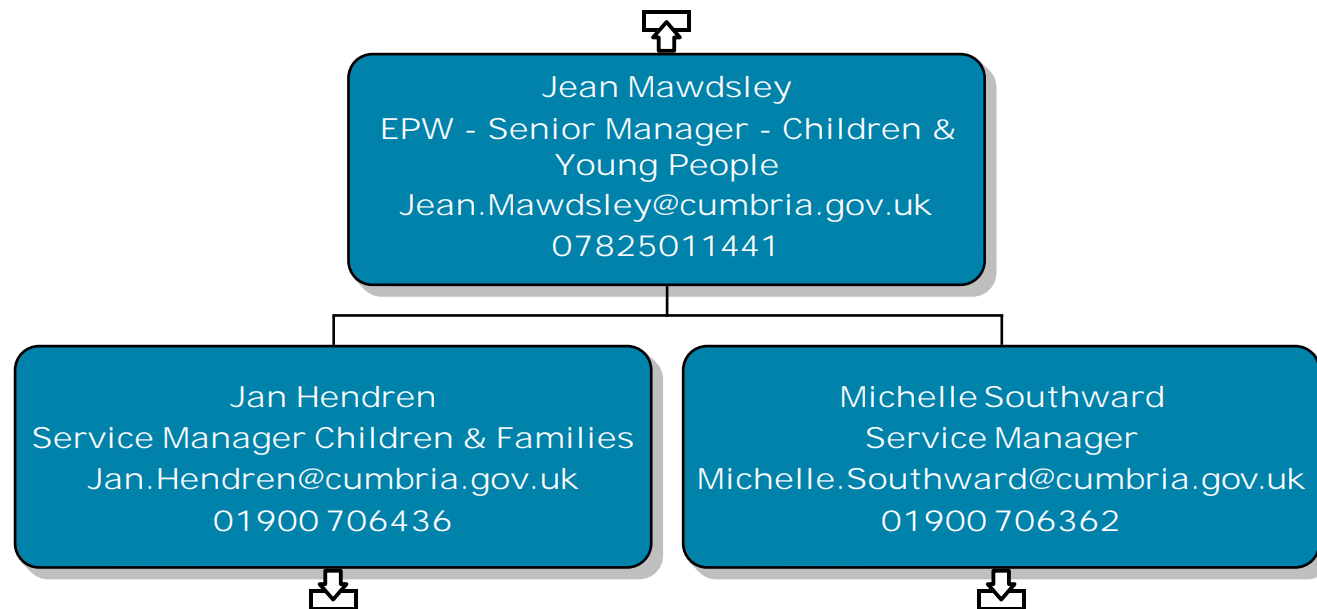 Jean Mawdsley
EPW - Senior Manager - Children &
Young People
Jean.Mawdsley@cumbria.gov.uk
07825011441
Jan Hendren
Service Manager Children & Families
Jan.Hendren@cumbria.gov.uk
01900 706436
Michelle Southward
Service Manager
Michelle.Southward@cumbria.gov.uk
01900 706362